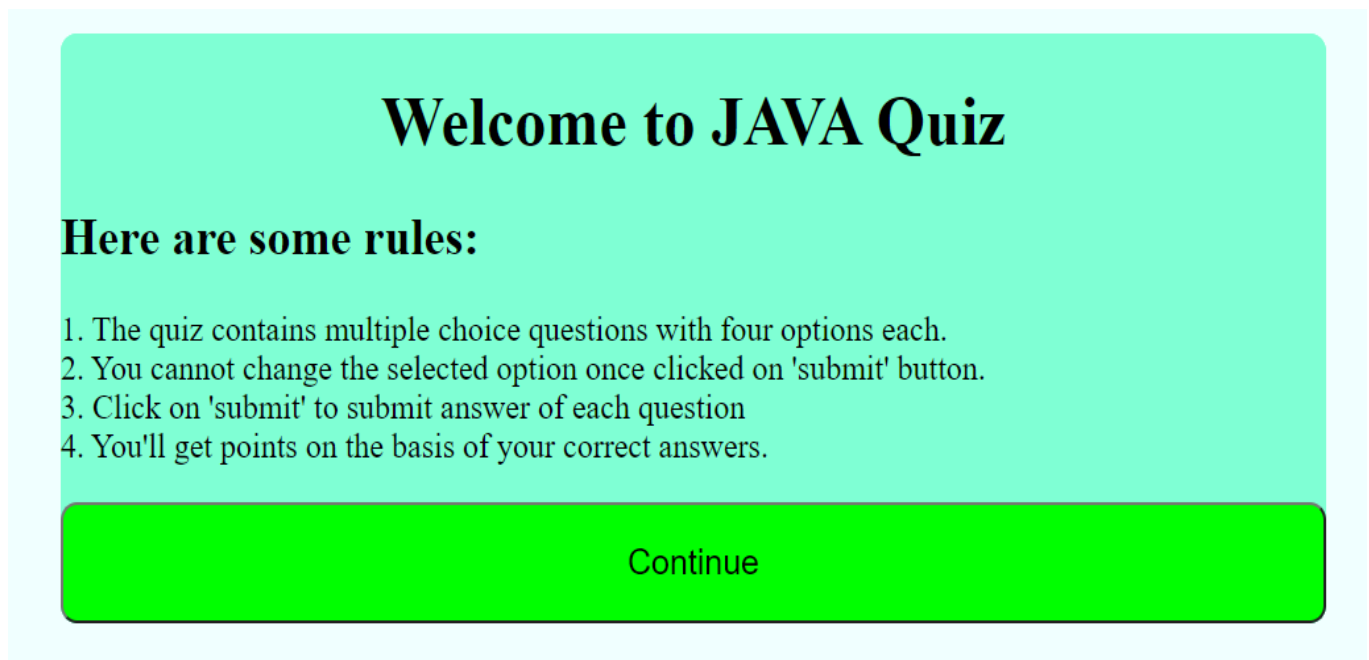 Welcome to JAVA Quiz
Here are some rules:
1. The quiz contains multiple choice questions with four options each.
2. You cannot change the selected option once clicked on 'submit' button.
3. Click on 'submit' to submit answer of each question
4. You'll get points on the basis of your correct answers.
Continue